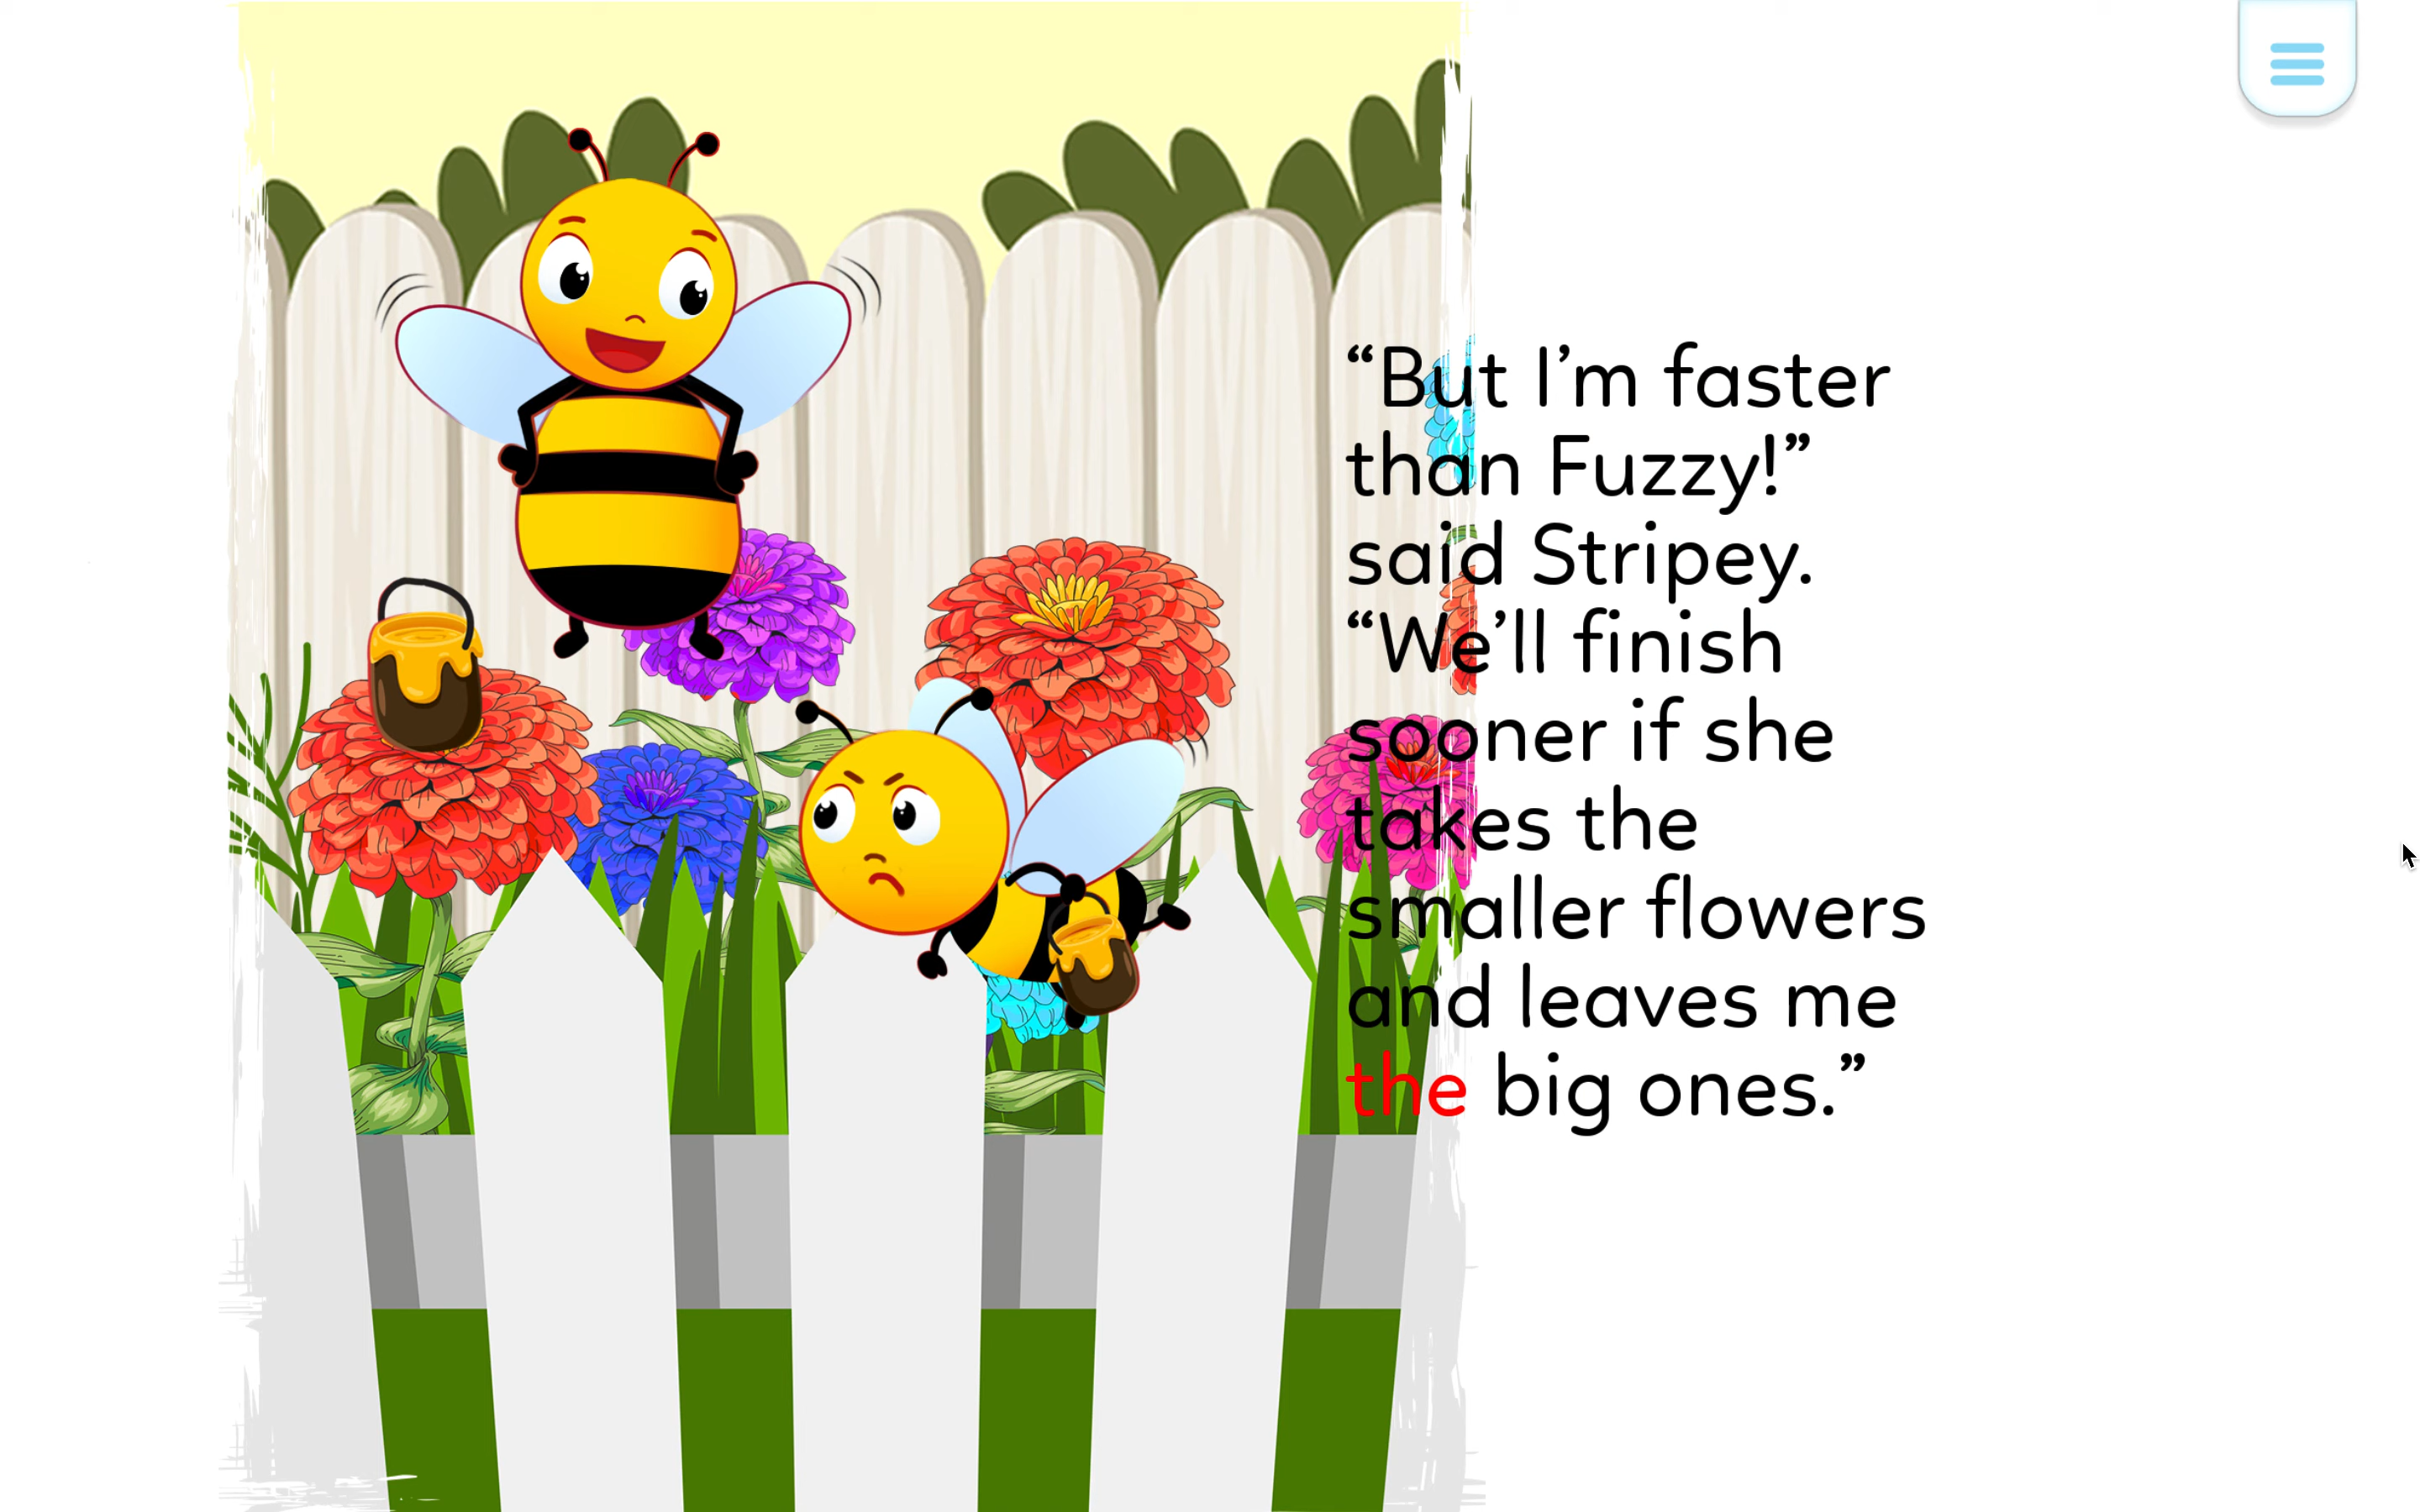 “But I’m faster
than Fuzzy!”
said Stripey.
“We’ll finish
sooner if she
takes the
smaller flowers
and leaves me
the big ones.”